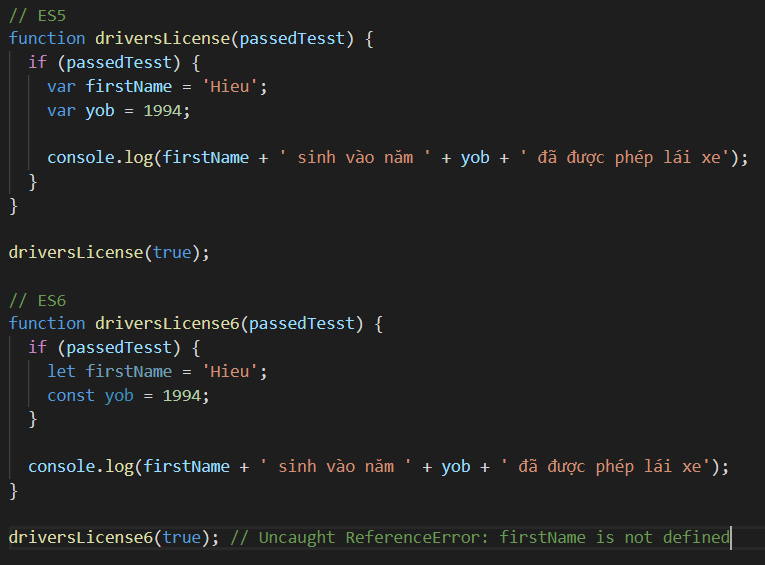 // ES5
function driversLicense(passedTesst) {
if (passedTesst) {
var firstName = 'Hieu';
var yob = 1994;
console.log(firstName + ' sinh vào năm ' + yob + ' đã được phép lái xe');
}
}
driversLicense(true);
// ES6
function driversLicense6(passedTesst) {
if (passedTesst) {
let firstName = 'Hieu';
const yob = 1994;
}
console.log(firstName + ' sinh vào năm ' + yob + ' đã được phép lái xe');
}
driversLicense6(true); // Uncaught ReferenceError: firstName is not defined